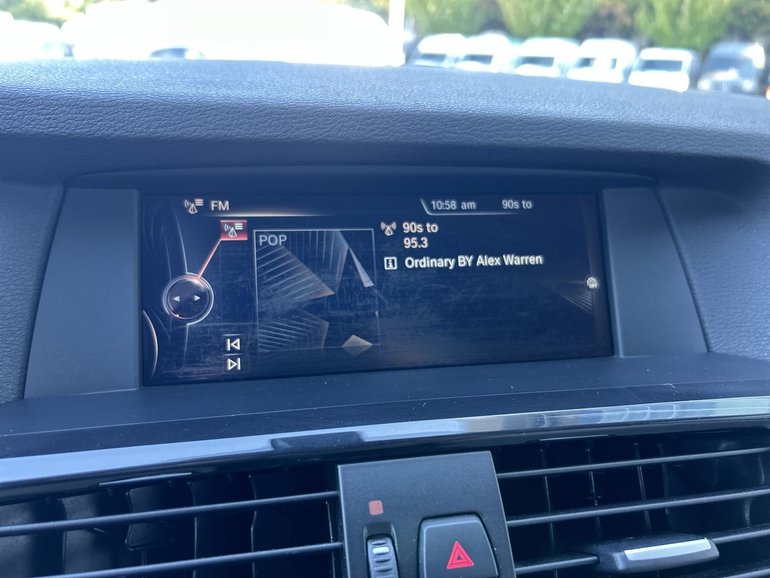 FM
10:58 am
90s to
POP
90s to
95.3
Ordinary BY Alex Warren